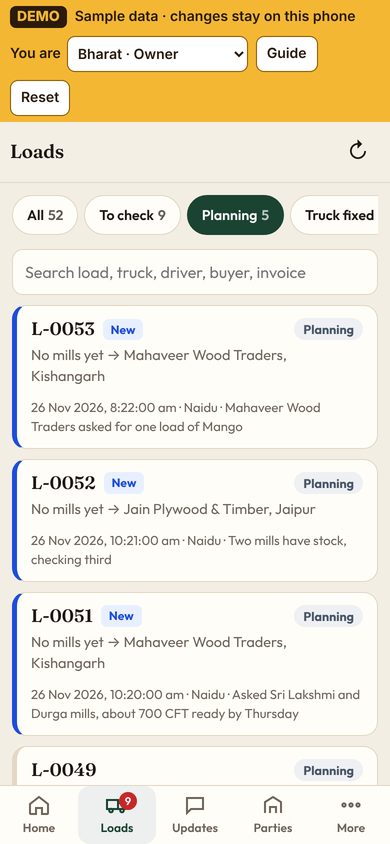 DEMO Sample data · changes stay on this phone
You are Bharat · Owner Guide
Reset
Loads
All 52 To check 9 Planning 5 Truck fixed
Search load, truck, driver, buyer, invoice
L-0053 New Planning
No mills yet → Mahaveer Wood Traders,
Kishangarh
26 Nov 2026, 8:22:00 am · Naidu · Mahaveer Wood
Traders asked for one load of Mango
L-0052 New Planning
No mills yet → Jain Plywood & Timber, Jaipur
26 Nov 2026, 10:21:00 am · Naidu · Two mills have stock,
checking third
L-0051 New Planning
No mills yet → Mahaveer Wood Traders,
Kishangarh
26 Nov 2026, 10:20:00 am · Naidu · Asked Sri Lakshmi and
Durga mills, about 700 CFT ready by Thursday
L-0049 Planning
9
Home Loads Updates Parties More